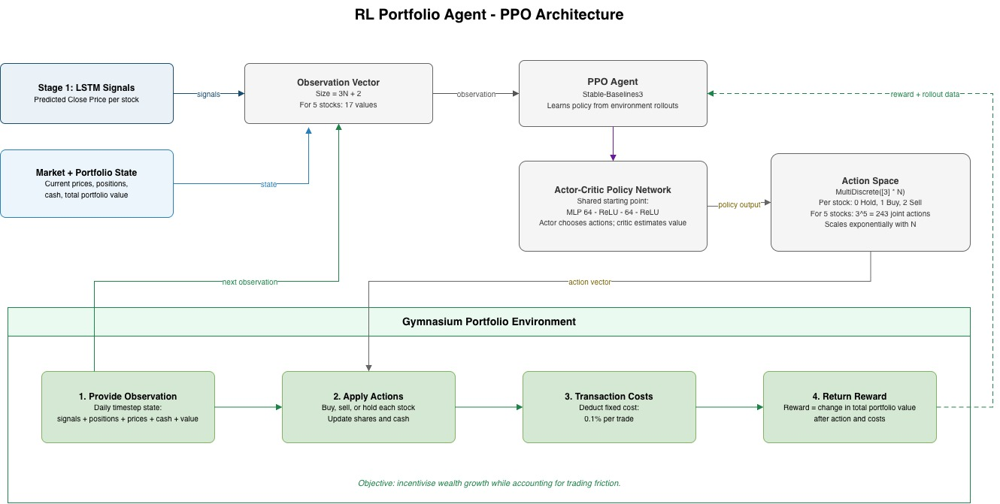 RL Portfolio Agent - PPO Architecture
Stage 1: LSTM Signals
Predicted Close Price per stock
signals
Observation Vector
Size = 3N + 2
For 5 stocks: 17 values
observation
PPO Agent
Stable-Baselines3
Learns policy from environment rollouts
reward + rollout data
Market + Portfolio State
Current prices, positions,
cash, total portfolio value
state
Actor-Critic Policy Network
Shared starting point:
MLP 64 - ReLU - 64 - ReLU
Actor chooses actions; critic estimates value
policy output
Action Space
MultiDiscrete([3] * N)
Per stock: 0 Hold, 1 Buy, 2 Sell
For 5 stocks: 3^5 = 243 joint actions
Scales exponentially with N
next observation
action vector
Gymnasium Portfolio Environment
1. Provide Observation
Daily timestep state:
signals + positions + prices + cash + value
2. Apply Actions
Buy, sell, or hold each stock
Update shares and cash
3. Transaction Costs
Deduct fixed cost:
0.1% per trade
4. Return Reward
Reward = change in total portfolio value
after action and costs
Objective: incentivise wealth growth while accounting for trading friction.